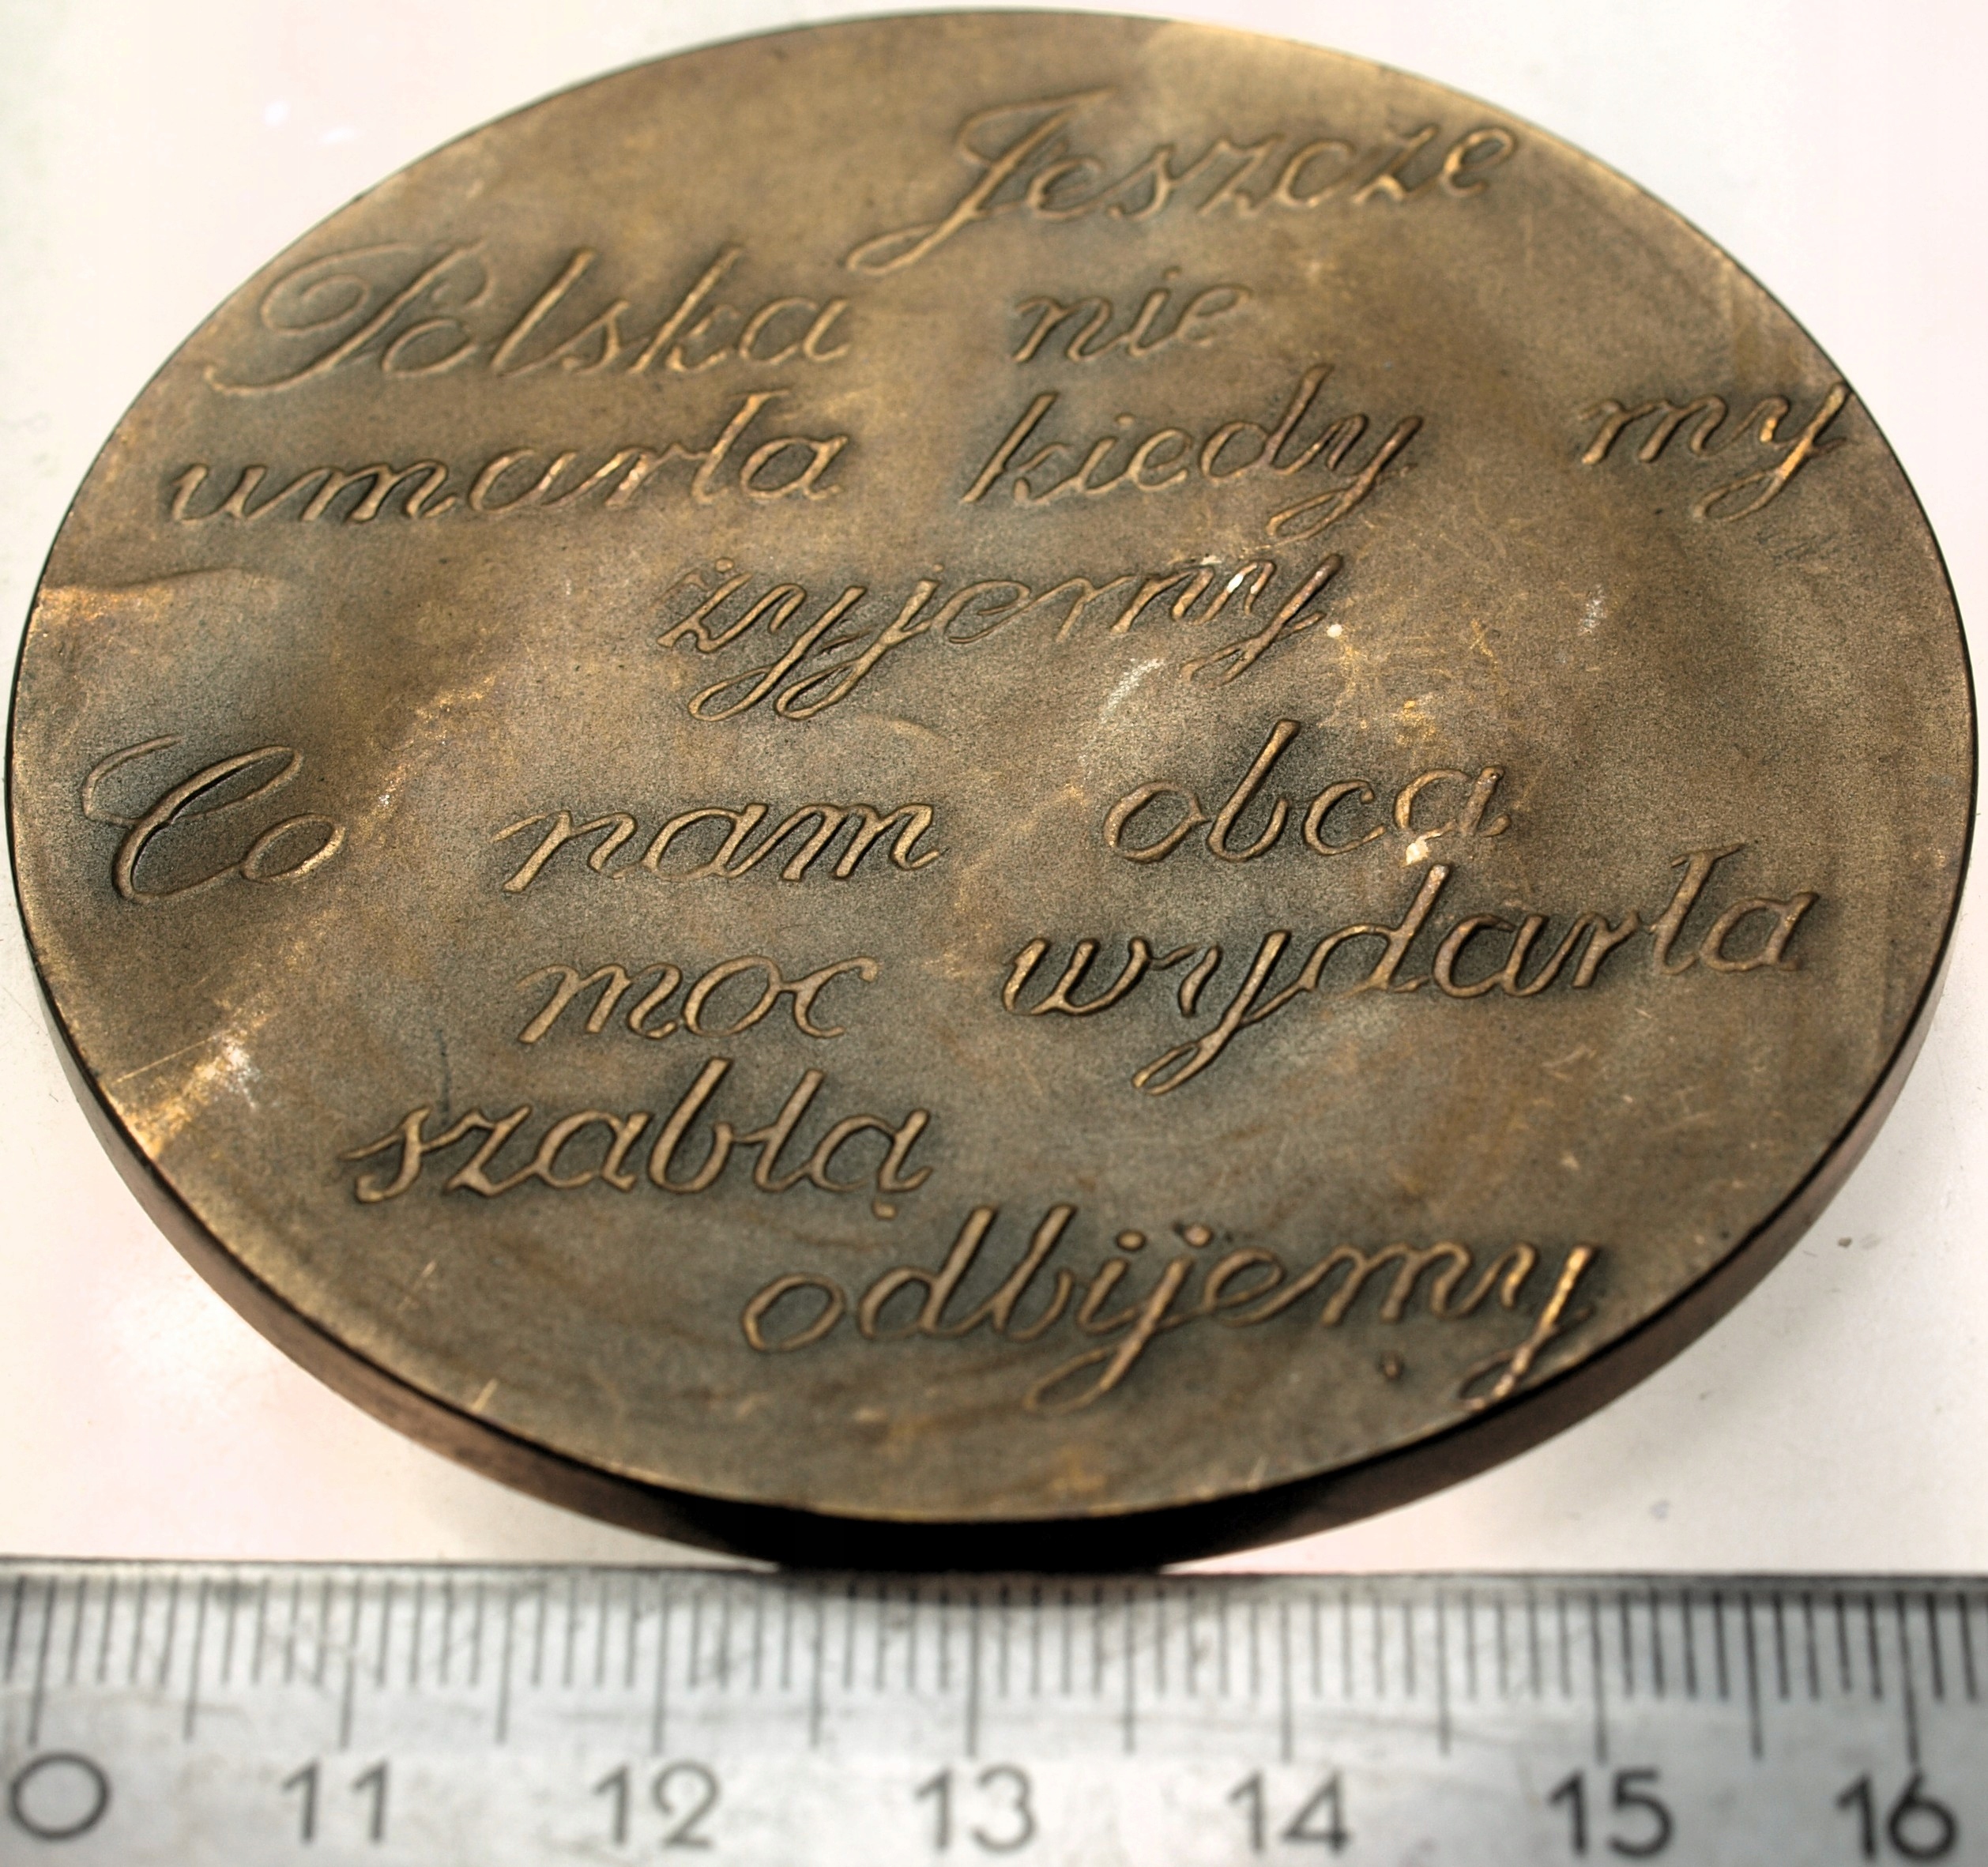 Jeszcze
Polska nie
umarła kiedy my
żyjemy
Co nam obca
moc wydarła
szablą
odbijemy
0 11 12 13 14 15 16